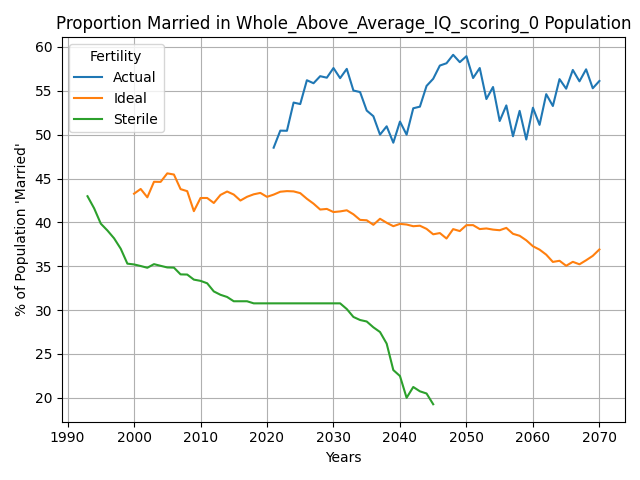 Proportion Married in Whole_Above_Average_IQ_scoring_0 Population
Fertility
Actual
Ideal
Sterile
% of Population 'Married'
60
55
50
45
40
35
30
25
20
1990 2000 2010 2020 2030 2040 2050 2060 2070
Years